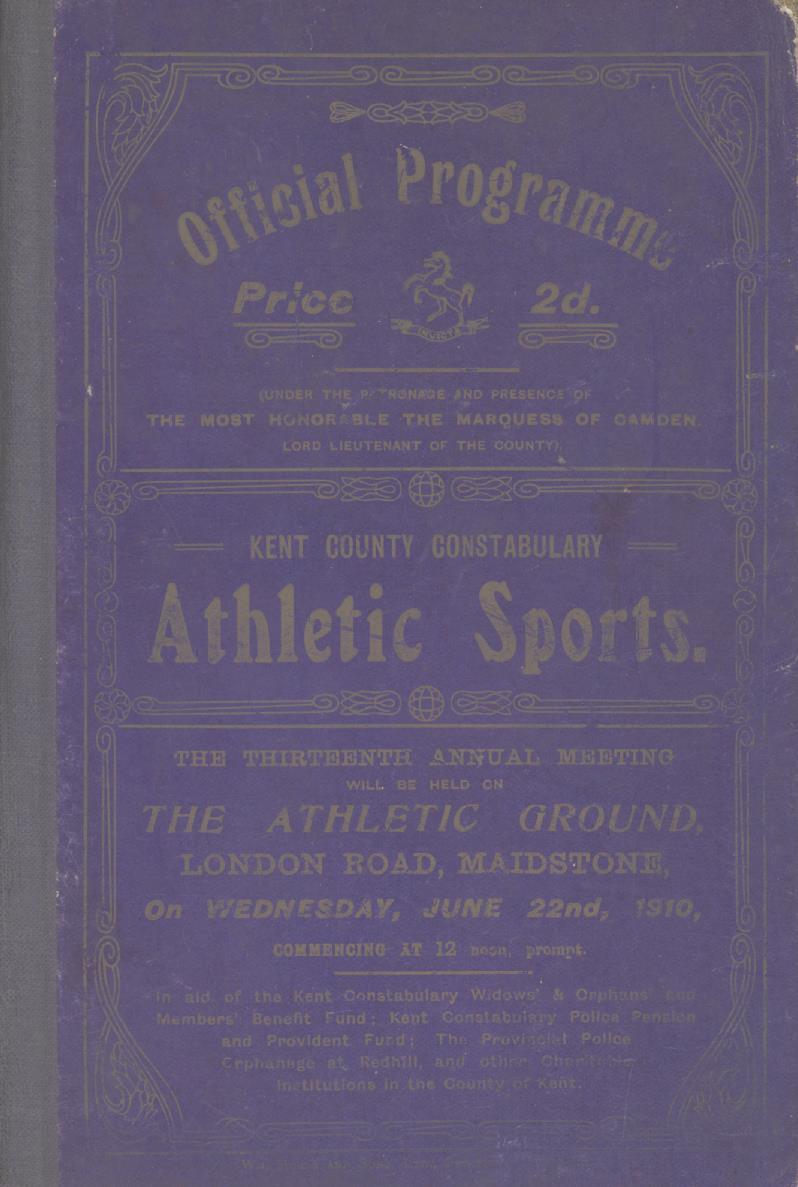 Official Programme
Price 2d.
INVICTA
(UNDER THE PATRONAGE AND PRESENCE OF
THE MOST HONORABLE THE MARQUESS OF CAMDEN,
LORD LIEUTENANT OF THE COUNTY).
KENT COUNTY CONSTABULARY
Athletic Sports.
THE THIRTEENTH ANNUAL MEETING
WILL BE HELD ON
THE ATHLETIC GROUND,
LONDON ROAD, MAIDSTONE,
On WEDNESDAY, JUNE 22nd, 1910,
COMMENCING AT 12 noon, prompt.
In aid of the Kent Constabulary Widows' & Orphans' and
Members' Benefit Fund; Kent Constabulary Police Pension
and Provident Fund; The Provincial Police
Orphanage at Redhill, and other Charitable
Institutions in the County of Kent.